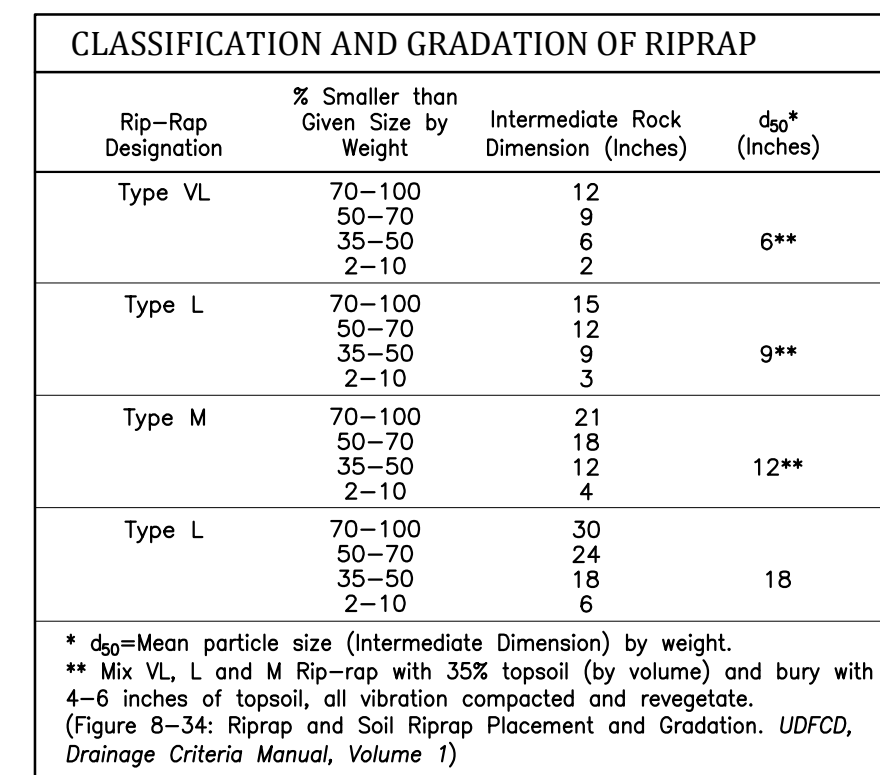 CLASSIFICATION AND GRADATION OF RIPRAP
Rip-Rap Designation % Smaller than Given Size by Weight Intermediate Rock Dimension (Inches) d50* (Inches)
Type VL 70-100 12
50-70 9
35-50 6 6**
2-10 2
Type L 70-100 15
50-70 12
35-50 9 9**
2-10 3
Type M 70-100 21
50-70 18
35-50 12 12**
2-10 4
Type L 70-100 30
50-70 24
35-50 18 18
2-10 6
* d50=Mean particle size (Intermediate Dimension) by weight.
** Mix VL, L and M Rip-rap with 35% topsoil (by volume) and bury with
4-6 inches of topsoil, all vibration compacted and revegetate.
(Figure 8-34: Riprap and Soil Riprap Placement and Gradation. UDFCD,
Drainage Criteria Manual, Volume 1)